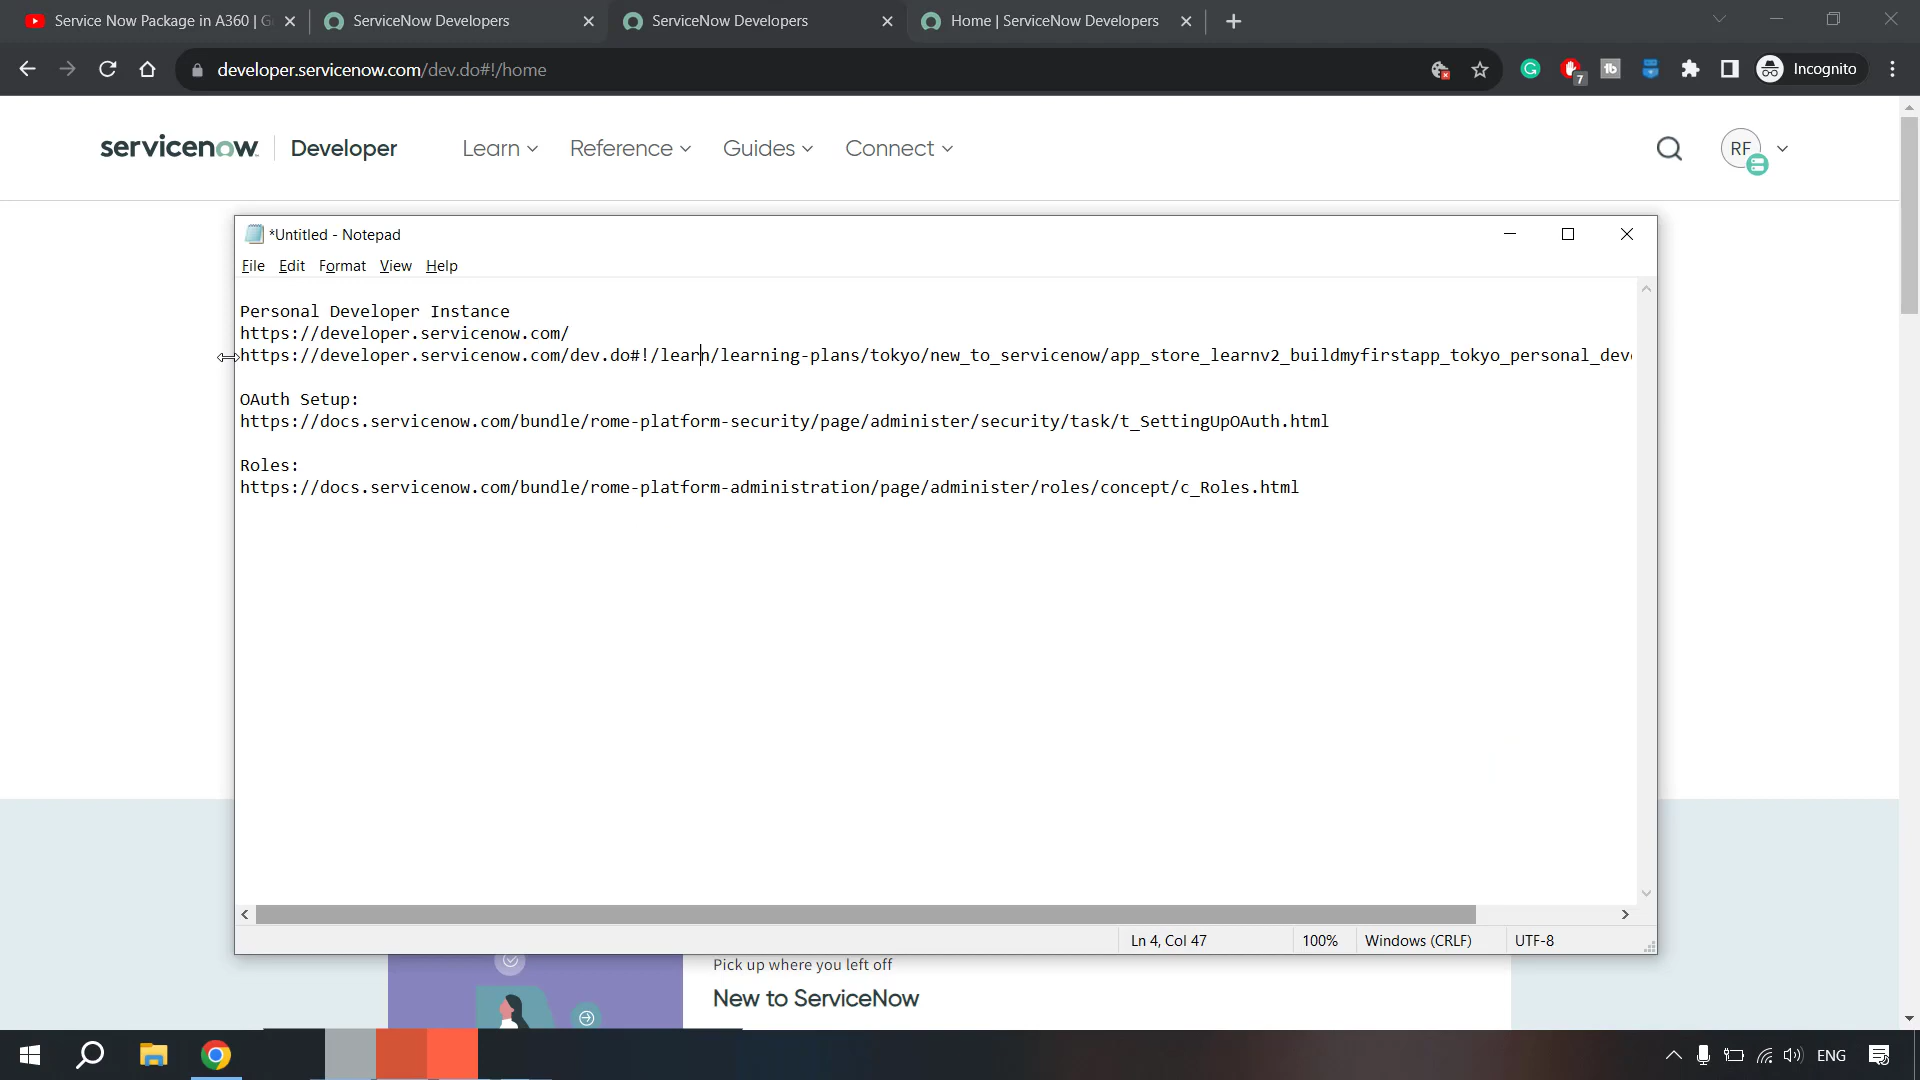 Service Now Package in A360 |
ServiceNow Developers
ServiceNow Developers
Home | ServiceNow Developers
developer.servicenow.com/dev.do#!/home
7
Incognito
servicenow
Developer
Learn
Reference
Guides
Connect
RF
*Untitled - Notepad
File Edit Format View Help
Personal Developer Instance
https://developer.servicenow.com/
https://developer.servicenow.com/dev.do#!/learn/learning-plans/tokyo/new_to_servicenow/app_store_learnv2_buildmyfirstapp_tokyo_personal_dev
OAuth Setup:
https://docs.servicenow.com/bundle/rome-platform-security/page/administer/security/task/t_SettingUpOAuth.html
Roles:
https://docs.servicenow.com/bundle/rome-platform-administration/page/administer/roles/concept/c_Roles.html
Ln 4, Col 47
100%
Windows (CRLF)
UTF-8
Pick up where you left off
New to ServiceNow
ENG